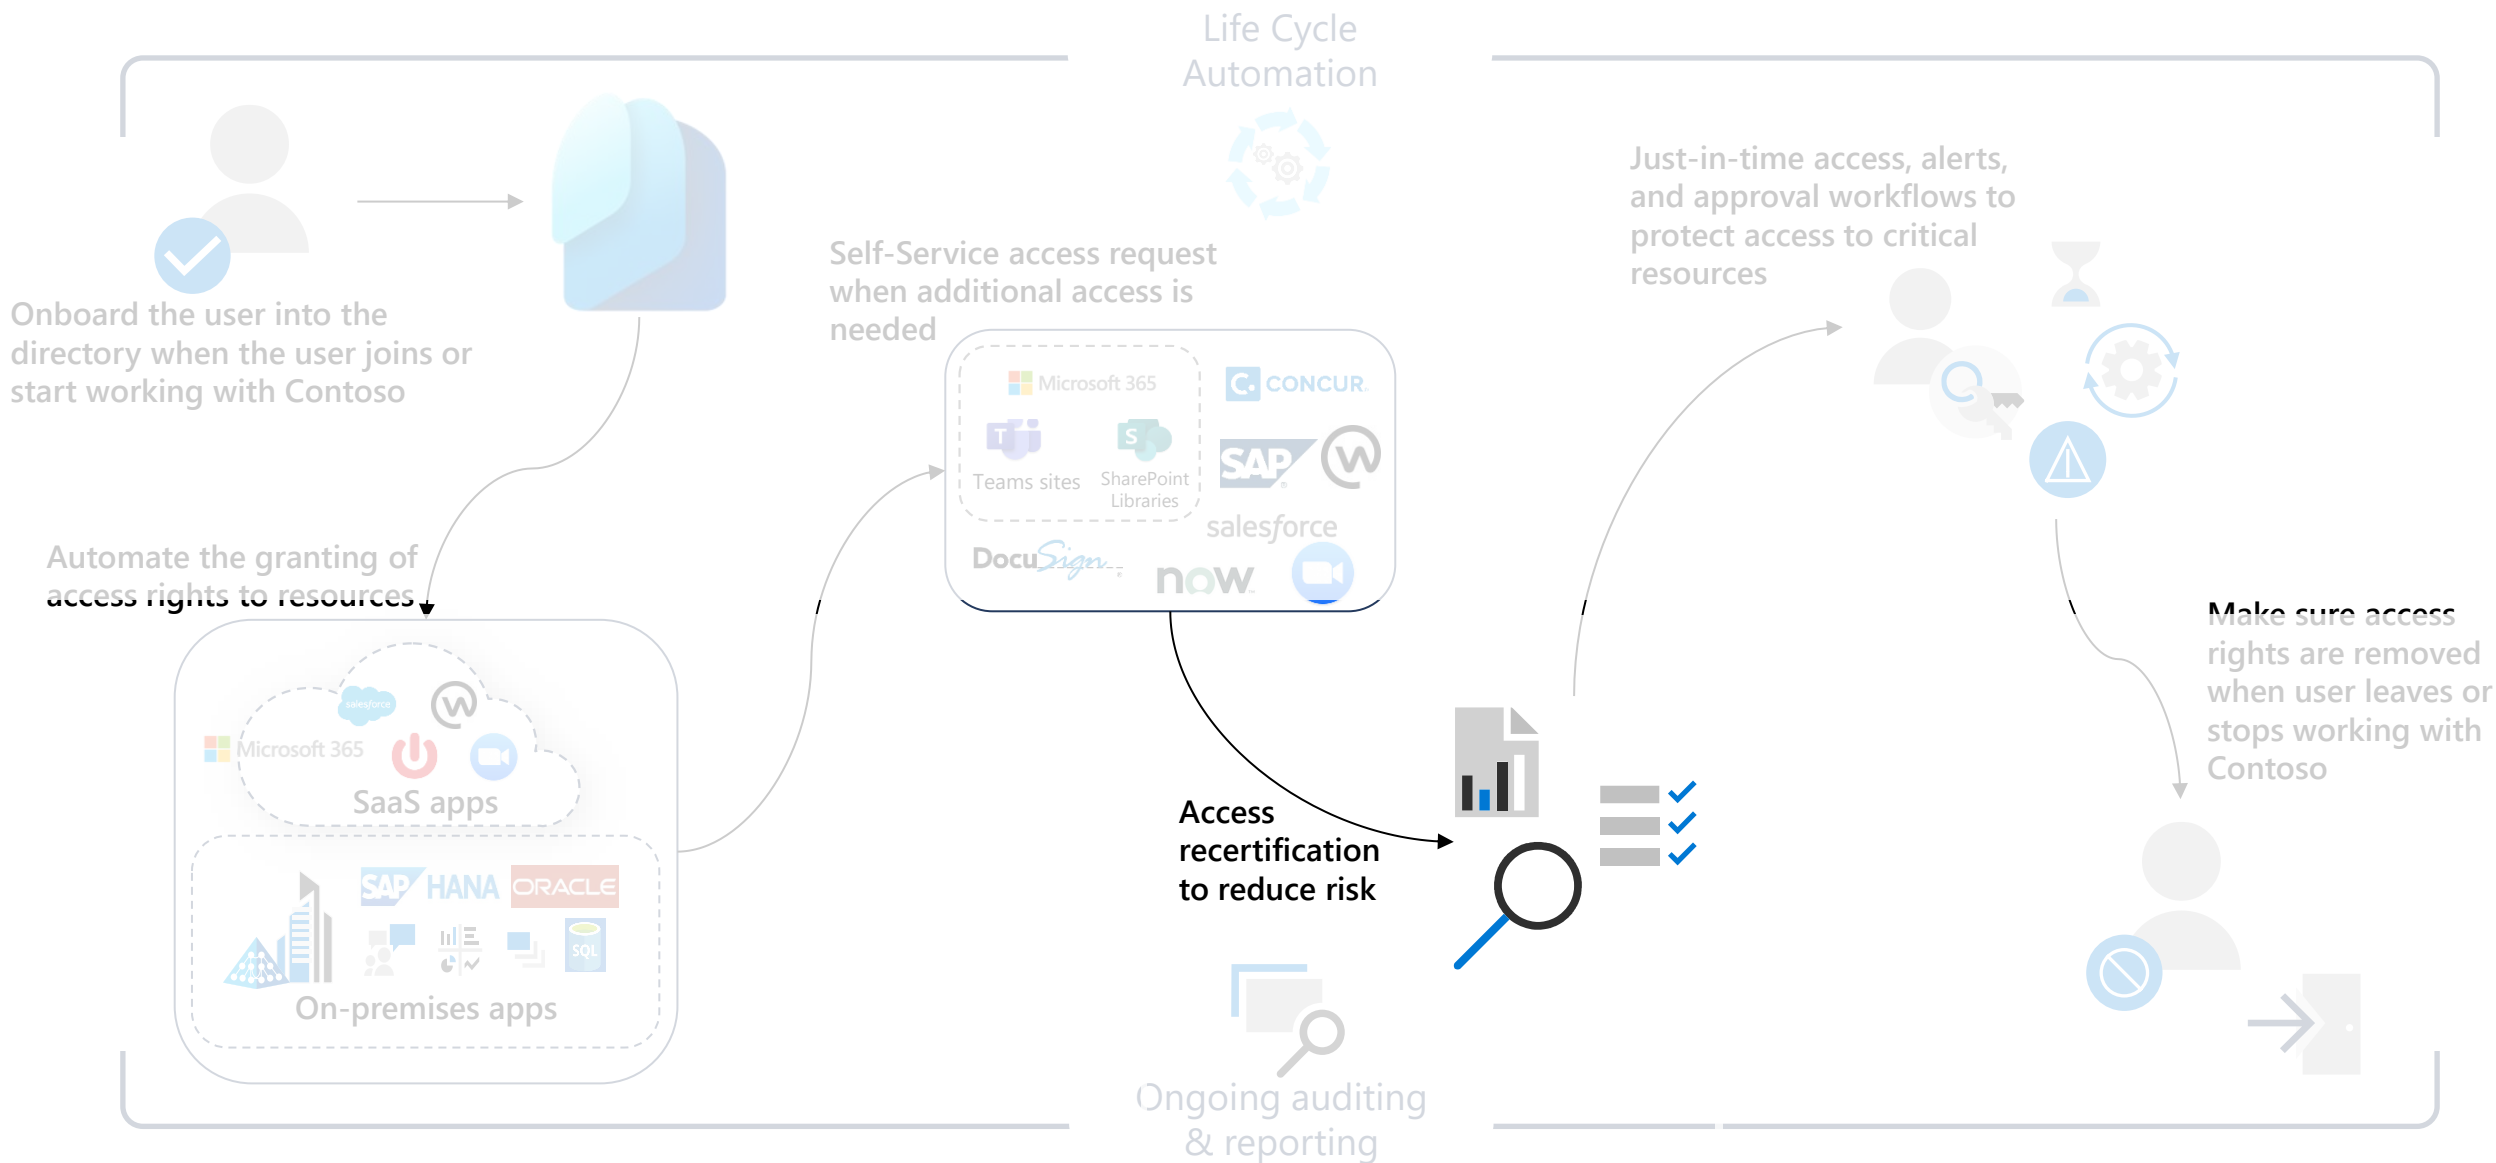 Life Cycle
Automation
Onboard the user into the
directory when the user joins or
start working with Contoso
Self-Service access request
when additional access is
needed
Microsoft 365
Teams sites
SharePoint
Libraries
CONCUR
SAP
salesforce
DocuSign
now
Just-in-time access, alerts,
and approval workflows to
protect access to critical
resources
Automate the granting of
access rights to resources
salesforce
Microsoft 365
SaaS apps
SAP HANA
ORACLE
SQL
On-premises apps
Access
recertification
to reduce risk
Make sure access
rights are removed
when user leaves or
stops working with
Contoso
Ongoing auditing
& reporting